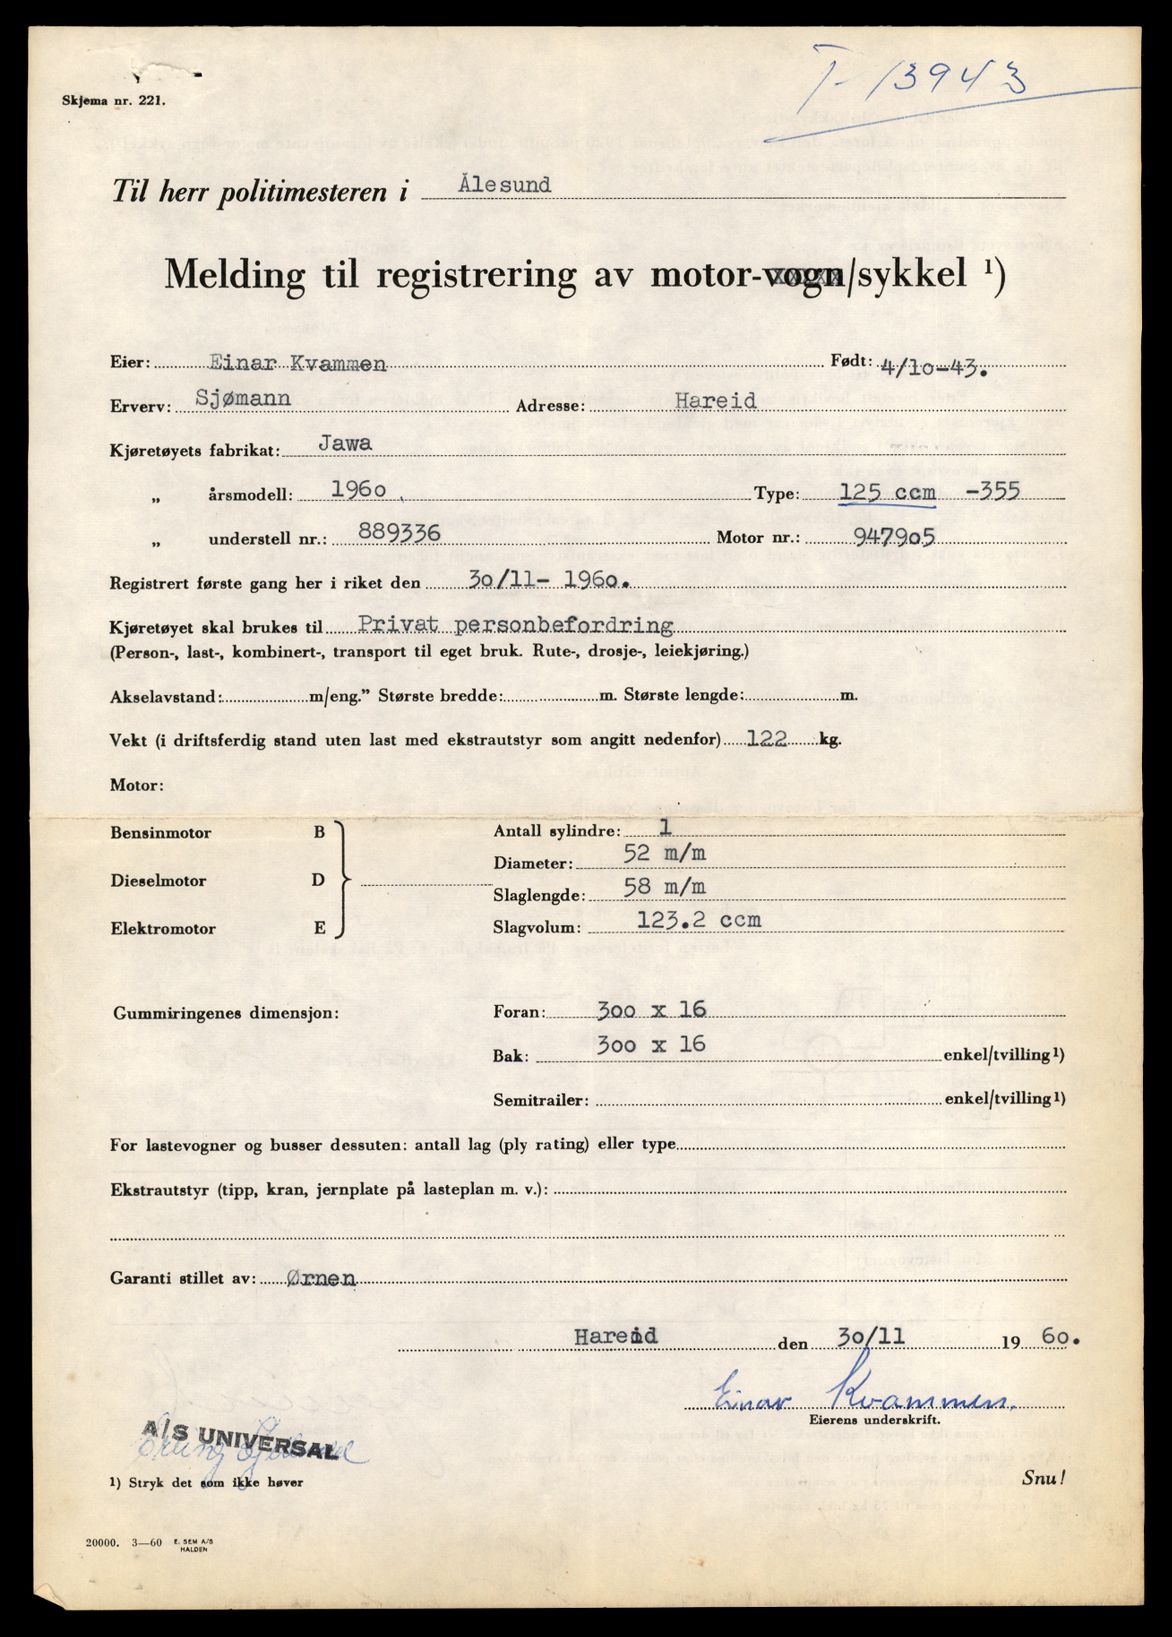 T-13943
Skjema nr. 221.
Til herr politimesteren i Ålesund
Melding til registrering av motor-vogn/sykkel ¹)
Eier: Einar Kvammen Født: 4/10-43.
Erverv: Sjømann Adresse: Hareid
Kjøretøyets fabrikat: Jawa
„ årsmodell: 1960 Type: 125 ccm -355
„ understell nr.: 889336 Motor nr.: 947905
Registrert første gang her i riket den 30/11- 1960.
Kjøretøyet skal brukes til Privat personbefordring
(Person-, last-, kombinert-, transport til eget bruk. Rute-, drosje-, leiekjøring.)
Akselavstand: m/eng.” Største bredde: m. Største lengde: m.
Vekt (i driftsferdig stand uten last med ekstrautstyr som angitt nedenfor) 122 kg.
Motor:
Bensinmotor B Antall sylindre: 1
Diameter: 52 m/m
Dieselmotor D
Slaglengde: 58 m/m
Elektromotor E Slagvolum: 123.2 ccm
Gummiringenes dimensjon: Foran: 300 x 16
Bak: 300 x 16 enkel/tvilling¹)
Semitrailer: enkel/tvilling¹)
For lastevogner og busser dessuten: antall lag (ply rating) eller type
Ekstrautstyr (tipp, kran, jernplate på lasteplan m. v.):
Garanti stillet av: Ørnen
Hareid den 30/11 19 60.
Einar Kvammen.
Eierens underskrift.
A/S UNIVERSAL
1) Stryk det som ikke høver
Snu!
20000. 3—60 E. SEM A/S
HALDEN